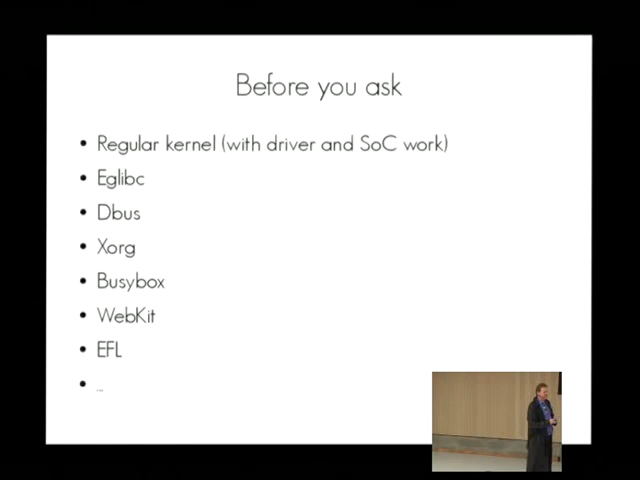 Before you ask
• Regular kernel (with driver and SoC work)
• Eglibc
• Dbus
• Xorg
• Busybox
• WebKit
• EFL
• ...